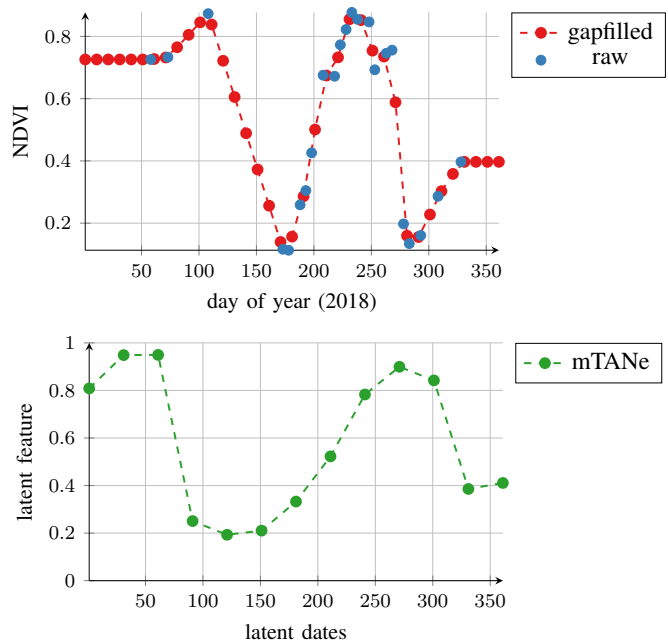 0.8
0.6
0.4
0.2
NDVI
50 100 150 200 250 300 350
day of year (2018)
gapfilled
raw
1
0.8
0.6
0.4
0.2
0
latent feature
50 100 150 200 250 300 350
latent dates
mTANe